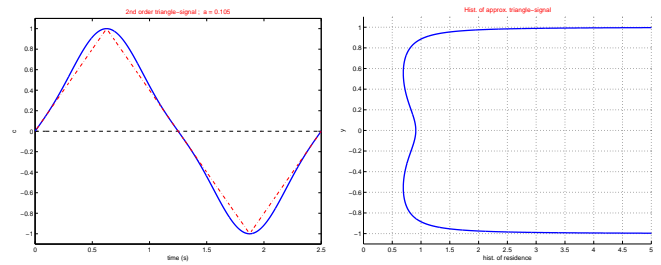 2nd order triangle-signal ; a = 0.105
1
0.8
0.6
0.4
0.2
0
−0.2
−0.4
−0.6
−0.8
−1
c
0 0.5 1 1.5 2 2.5
time (s)
Hist. of approx. triangle-signal
1
0.8
0.6
0.4
0.2
0
−0.2
−0.4
−0.6
−0.8
−1
y
0 0.5 1 1.5 2 2.5 3 3.5 4 4.5 5
hist. of residence